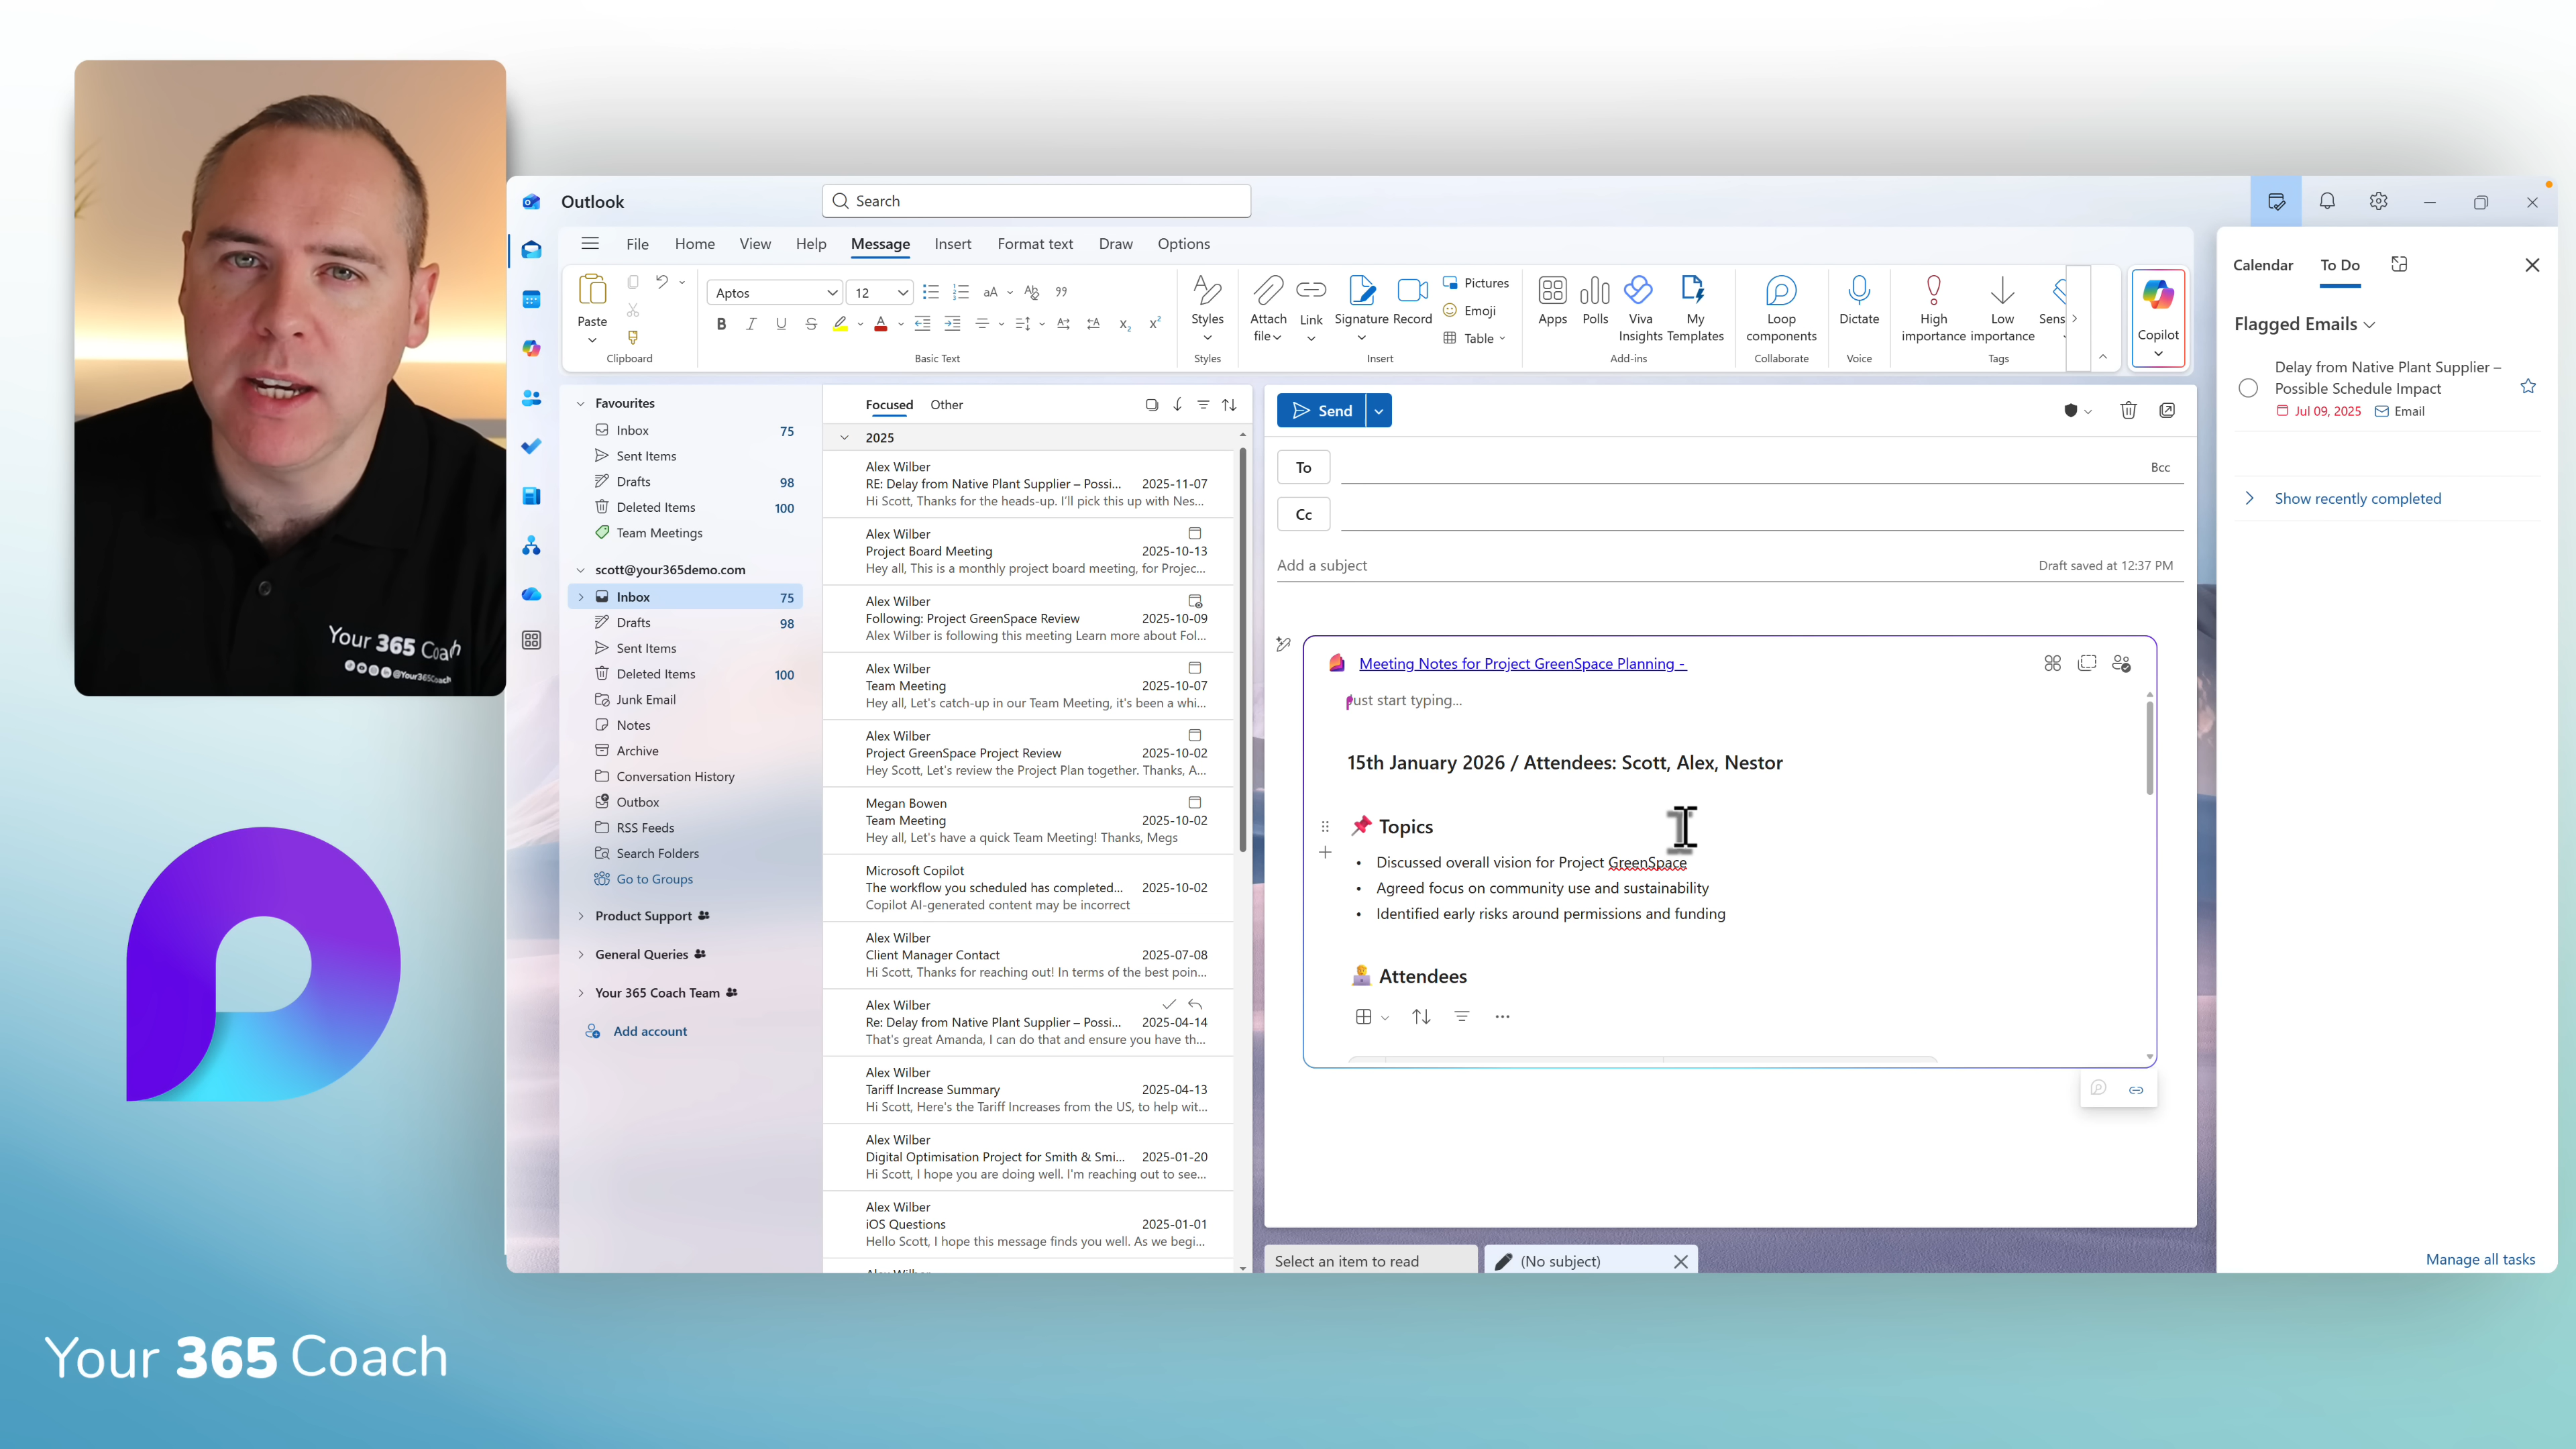 Your 365 Coach
@Your365Coach
Your 365 Coach
Outlook
Search
File
Home
View
Help
Message
Insert
Format text
Draw
Options
Paste
Clipboard
Aptos
12
Basic Text
Styles
Styles
Attach file
Link
Signature
Record
Pictures
Emoji
Table
Insert
Apps
Polls
Viva Insights
My Templates
Add-ins
Loop components
Collaborate
Dictate
Voice
High importance
Low importance
Sens
Tags
Copilot
Favourites
Inbox 75
Sent Items
Drafts 98
Deleted Items 100
Team Meetings
scott@your365demo.com
Inbox 75
Drafts 98
Sent Items
Deleted Items 100
Junk Email
Notes
Archive
Conversation History
Outbox
RSS Feeds
Search Folders
Go to Groups
Product Support
General Queries
Your 365 Coach Team
Add account
Focused Other
2025
Alex Wilber
RE: Delay from Native Plant Supplier – Possi... 2025-11-07
Hi Scott, Thanks for the heads-up. I'll pick this up with Nes...
Alex Wilber
Project Board Meeting 2025-10-13
Hey all, This is a monthly project board meeting, for Projec...
Alex Wilber
Following: Project GreenSpace Review 2025-10-09
Alex Wilber is following this meeting Learn more about Fol...
Alex Wilber
Team Meeting 2025-10-07
Hey all, Let's catch-up in our Team Meeting, it's been a whi...
Alex Wilber
Project GreenSpace Project Review 2025-10-02
Hey Scott, Let's review the Project Plan together. Thanks, A...
Megan Bowen
Team Meeting 2025-10-02
Hey all, Let's have a quick Team Meeting! Thanks, Megs
Microsoft Copilot
The workflow you scheduled has completed... 2025-10-02
Copilot AI-generated content may be incorrect
Alex Wilber
Client Manager Contact 2025-07-08
Hi Scott, Thanks for reaching out! In terms of the best poin...
Alex Wilber
Re: Delay from Native Plant Supplier – Possi... 2025-04-14
That's great Amanda, I can do that and ensure you have th...
Alex Wilber
Tariff Increase Summary 2025-04-13
Hi Scott, Here's the Tariff Increases from the US, to help wit...
Alex Wilber
Digital Optimisation Project for Smith & Smi... 2025-01-20
Hi Scott, I hope you are doing well. I'm reaching out to see...
Alex Wilber
iOS Questions 2025-01-01
Hello Scott, I hope this message finds you well. As we begi...
Send
To
Bcc
Cc
Add a subject
Draft saved at 12:37 PM
Meeting Notes for Project GreenSpace Planning -
Just start typing...
15th January 2026 / Attendees: Scott, Alex, Nestor
Topics
• Discussed overall vision for Project GreenSpace
• Agreed focus on community use and sustainability
• Identified early risks around permissions and funding
Attendees
Select an item to read
(No subject)
Calendar
To Do
Flagged Emails
Delay from Native Plant Supplier –
Possible Schedule Impact
Jul 09, 2025 Email
Show recently completed
Manage all tasks